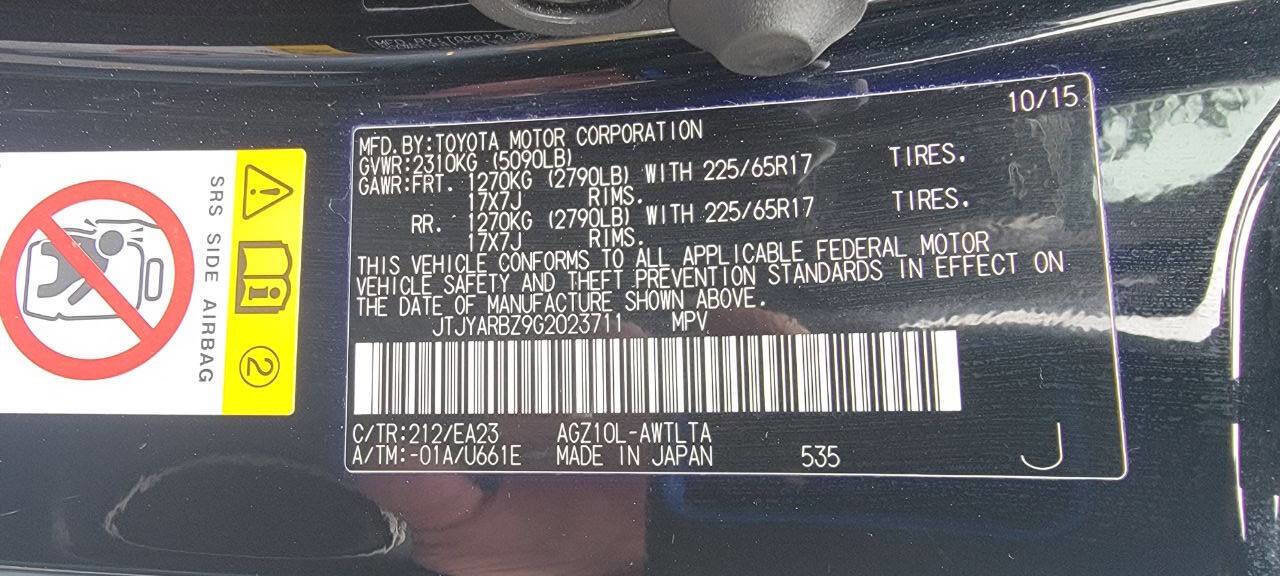 MFD.BY:TOYOTA
10/15
MFD.BY:TOYOTA MOTOR CORPORATION
GVWR:2310KG (5090LB)
GAWR:FRT. 1270KG (2790LB) WITH 225/65R17 TIRES.
17X7J RIMS.
RR. 1270KG (2790LB) WITH 225/65R17 TIRES.
17X7J RIMS.
THIS VEHICLE CONFORMS TO ALL APPLICABLE FEDERAL MOTOR
VEHICLE SAFETY AND THEFT PREVENTION STANDARDS IN EFFECT ON
THE DATE OF MANUFACTURE SHOWN ABOVE.
JTJYARBZ9G2023711 MPV
C/TR:212/EA23 AGZ10L-AWTLTA
A/TM:-01A/U661E MADE IN JAPAN 535 J
SRS SIDE AIRBAG
2